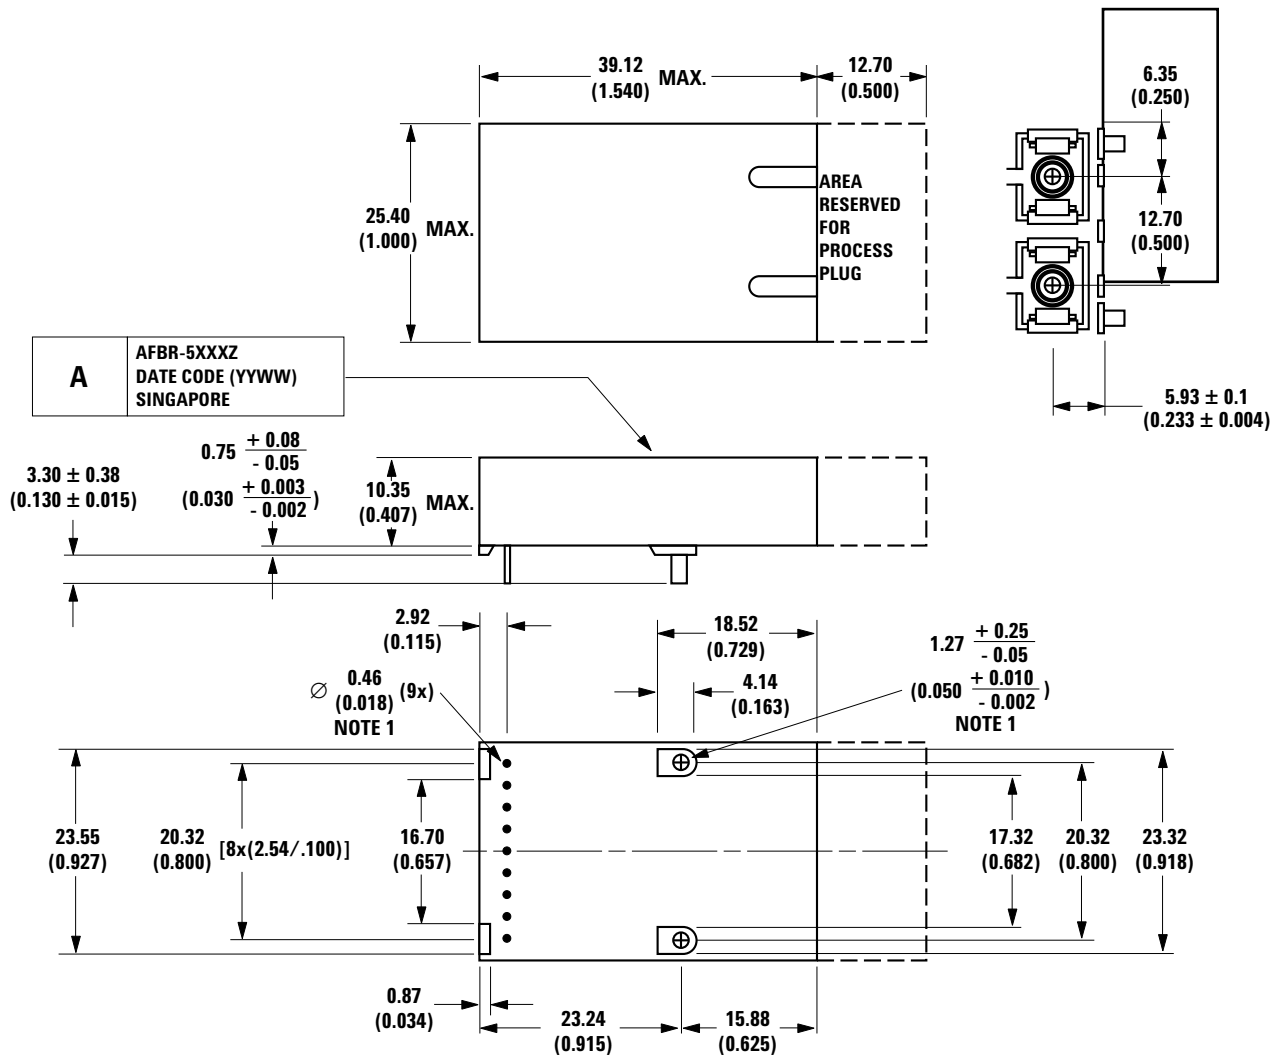 39.12
(1.540) MAX.
12.70
(0.500)
6.35
(0.250)
25.40
(1.000) MAX.
AREA
RESERVED
FOR
PROCESS
PLUG
12.70
(0.500)
A
AFBR-5XXXZ
DATE CODE (YYWW)
SINGAPORE
5.93 ± 0.1
(0.233 ± 0.004)
3.30 ± 0.38
(0.130 ± 0.015)
0.75 + 0.08
- 0.05
(0.030 + 0.003
- 0.002 )
10.35
(0.407) MAX.
2.92
(0.115)
18.52
(0.729)
1.27 + 0.25
- 0.05
(0.050 + 0.010
- 0.002 )
NOTE 1
∅ 0.46
(0.018) (9x)
NOTE 1
4.14
(0.163)
23.55
(0.927)
20.32
(0.800) [8x(2.54/.100)]
16.70
(0.657)
17.32
(0.682)
20.32
(0.800)
23.32
(0.918)
0.87
(0.034)
23.24
(0.915)
15.88
(0.625)